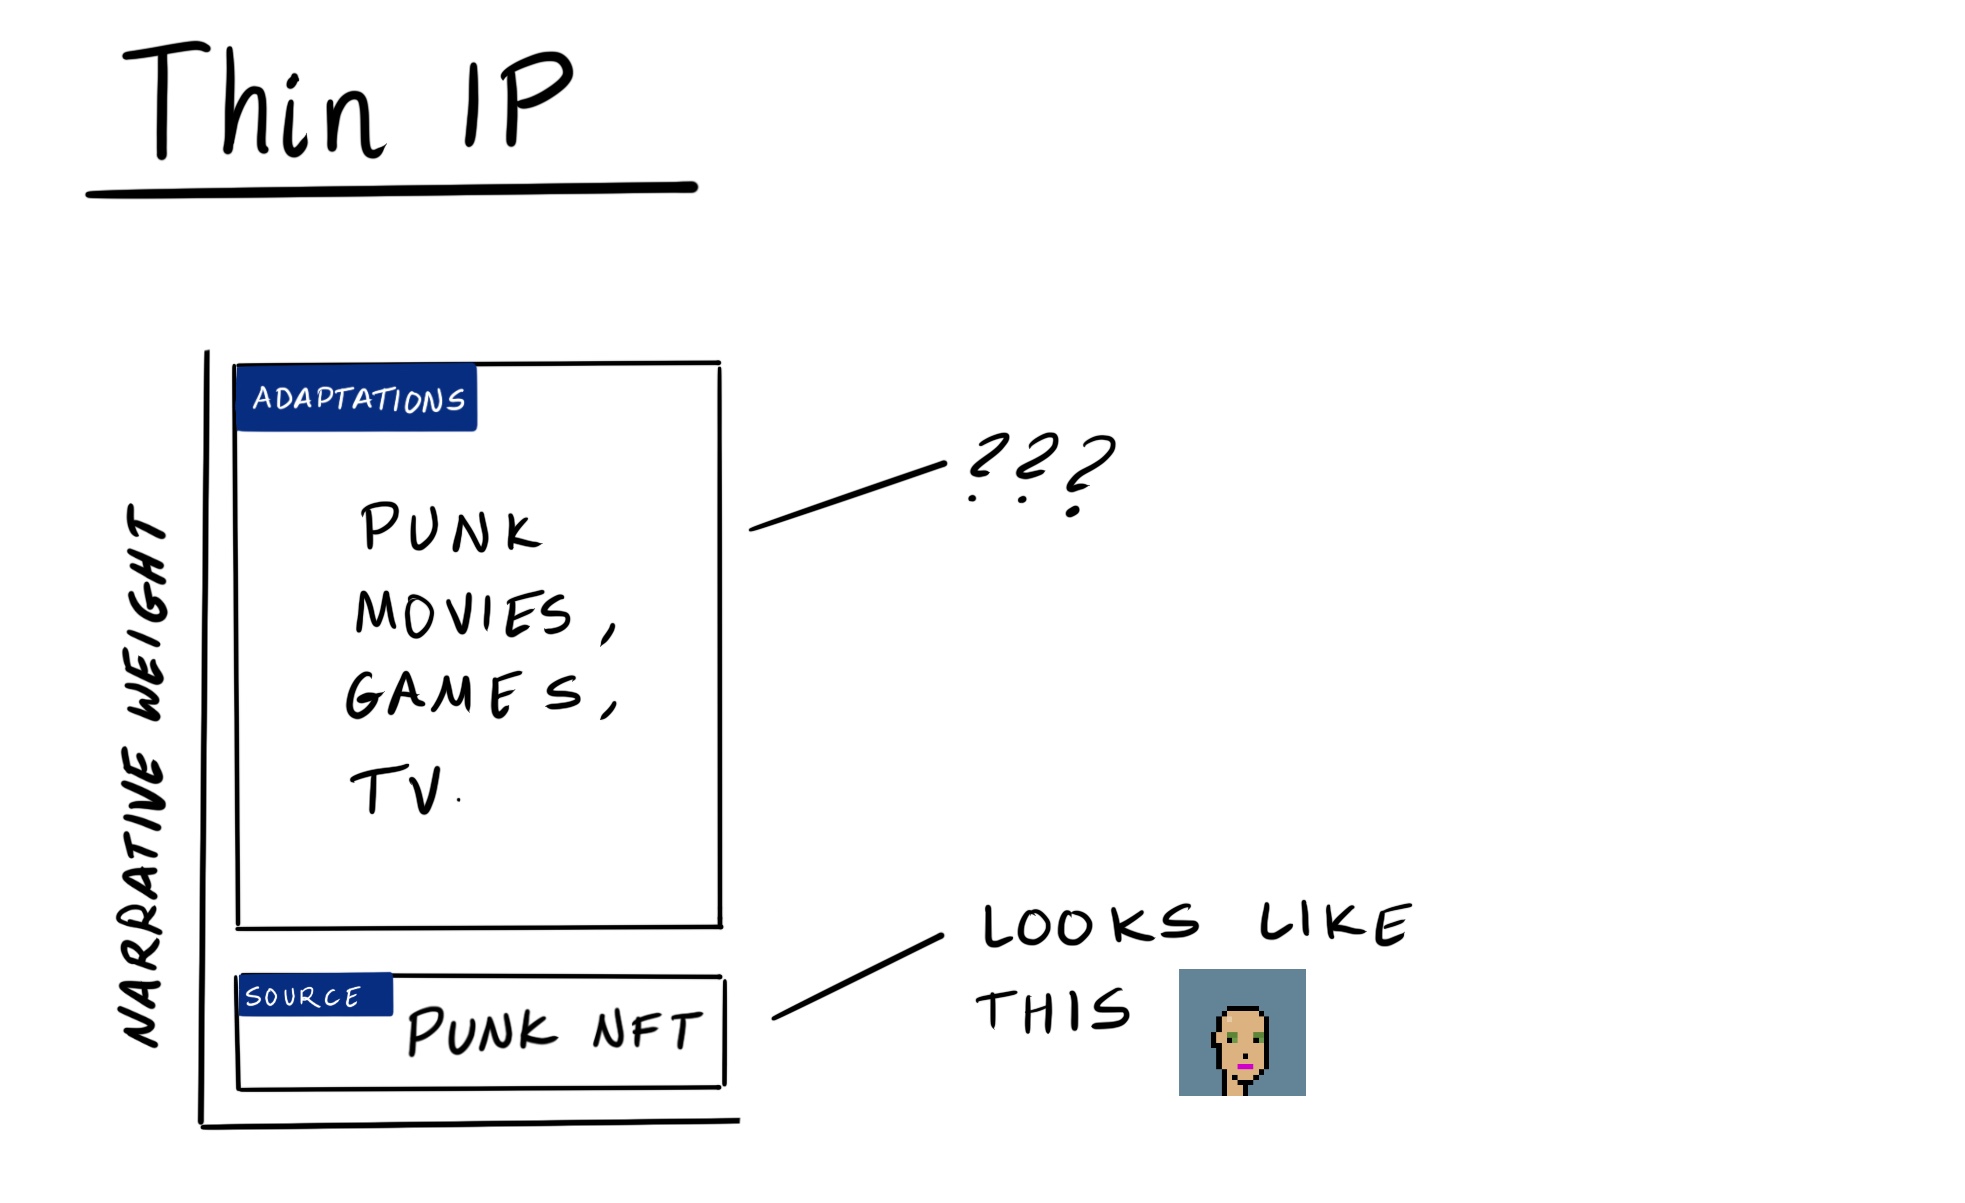 Thin IP
NARRATIVE WEIGHT
ADAPTATIONS
PUNK
MOVIES,
GAMES,
TV.
???
SOURCE
PUNK NFT
LOOKS LIKE
THIS